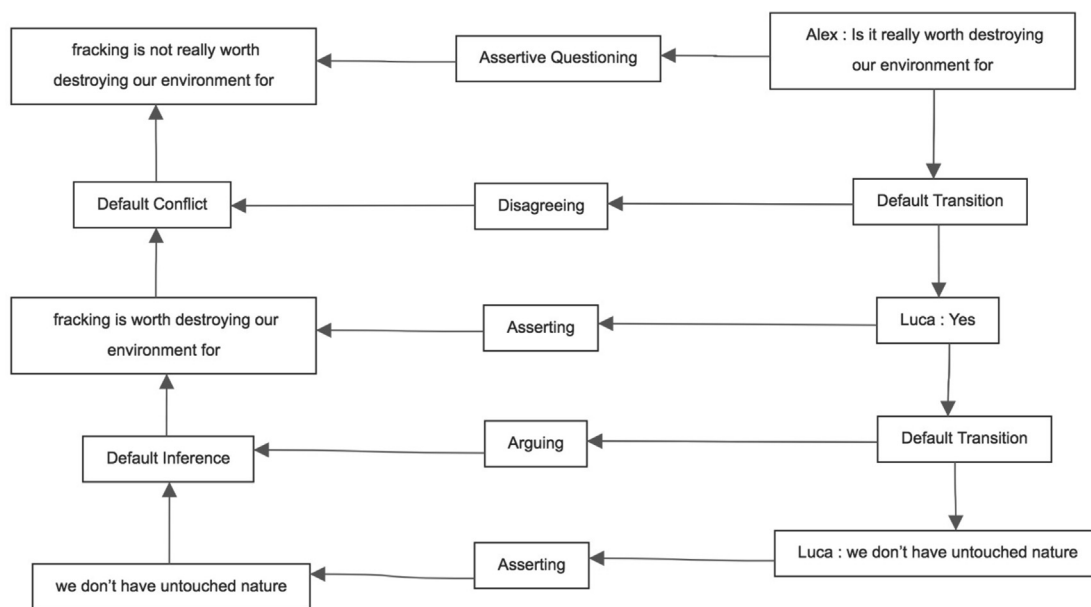 fracking is not really worth
destroying our environment for
Assertive Questioning
Alex : Is it really worth destroying
our environment for
Default Conflict
Disagreeing
Default Transition
fracking is worth destroying our
environment for
Asserting
Luca : Yes
Default Inference
Arguing
Default Transition
we don’t have untouched nature
Asserting
Luca : we don’t have untouched nature